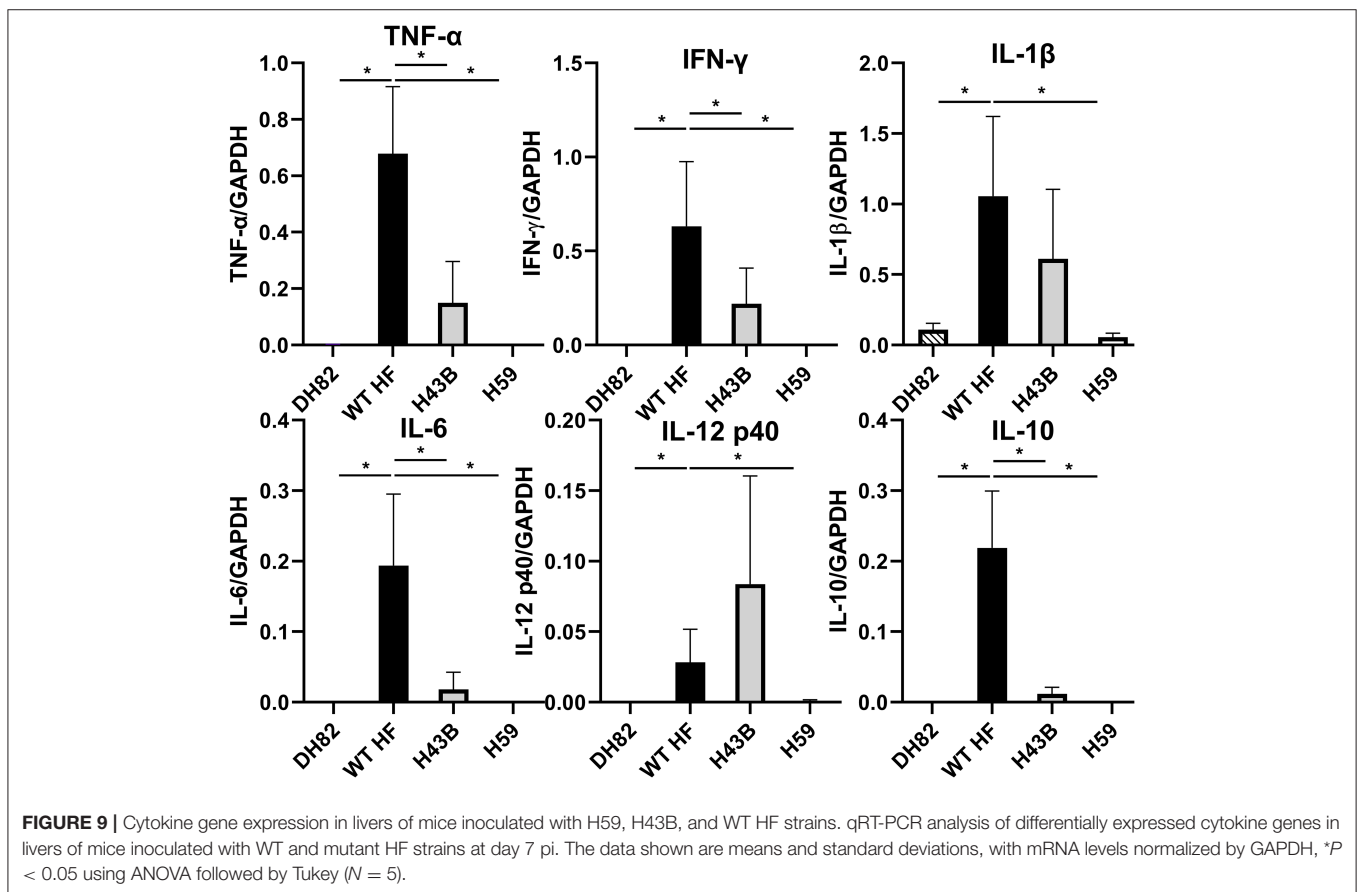 TNF-α
*
* *
1.0
0.8
0.6
0.4
0.2
0.0
TNF-α/GAPDH
DH82
WT HF
H43B
H59
IFN-γ
*
* *
1.5
1.0
0.5
0.0
IFN-γ/GAPDH
DH82
WT HF
H43B
H59
IL-1β
* *
2.0
1.5
1.0
0.5
0.0
IL-1β/GAPDH
DH82
WT HF
H43B
H59
IL-6
*
* *
0.4
0.3
0.2
0.1
0.0
IL-6/GAPDH
DH82
WT HF
H43B
H59
IL-12 p40
* *
0.20
0.15
0.10
0.05
0.00
IL-12 p40/GAPDH
DH82
WT HF
H43B
H59
IL-10
*
* *
0.4
0.3
0.2
0.1
0.0
IL-10/GAPDH
DH82
WT HF
H43B
H59
FIGURE 9 | Cytokine gene expression in livers of mice inoculated with H59, H43B, and WT HF strains. qRT-PCR analysis of differentially expressed cytokine genes in
livers of mice inoculated with WT and mutant HF strains at day 7 pi. The data shown are means and standard deviations, with mRNA levels normalized by GAPDH, *P
< 0.05 using ANOVA followed by Tukey (N = 5).